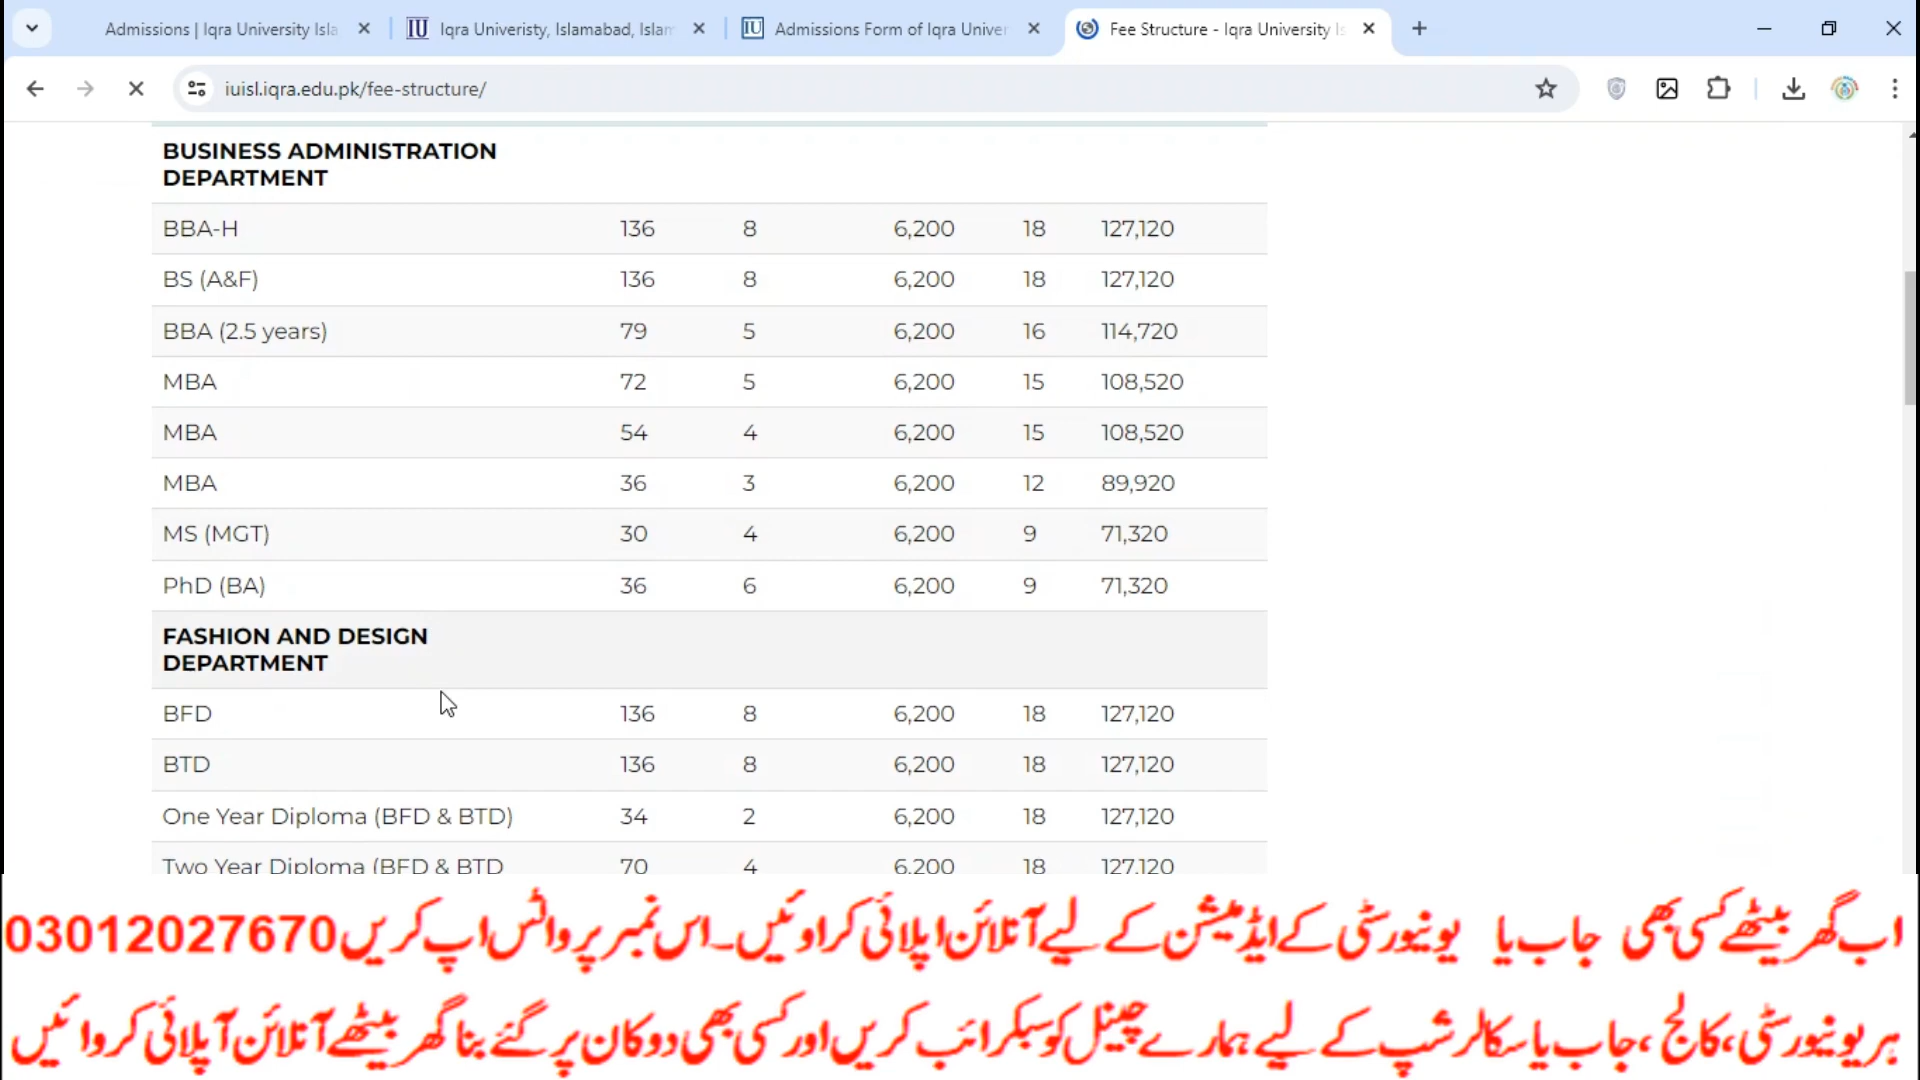 Admissions | Iqra University Isla
Iqra Univeristy, Islamabad, Islam
Admissions Form of Iqra Univer
Fee Structure - Iqra University I
iuisl.iqra.edu.pk/fee-structure/
BUSINESS ADMINISTRATION
DEPARTMENT
BBA-H 136 8 6,200 18 127,120
BS (A&F) 136 8 6,200 18 127,120
BBA (2.5 years) 79 5 6,200 16 114,720
MBA 72 5 6,200 15 108,520
MBA 54 4 6,200 15 108,520
MBA 36 3 6,200 12 89,920
MS (MGT) 30 4 6,200 9 71,320
PhD (BA) 36 6 6,200 9 71,320
FASHION AND DESIGN
DEPARTMENT
BFD 136 8 6,200 18 127,120
BTD 136 8 6,200 18 127,120
One Year Diploma (BFD & BTD) 34 2 6,200 18 127,120
Two Year Diploma (BFD & BTD 70 4 6,200 18 127,120
اب گھر بیٹھے کسی بھی جاب یا یونیورسٹی کے ایڈمیشن کے لیے آنلائن اپلائی کراوئیں۔اس نمبر پر واٹس اپ کریں 03012027670
ہر یونیورسٹی، کالج ،جاب یا سکالرشپ کے لیے ہمارے چینل کو سبکرائب کریں اور کسی بھی دوکان پر گئے بنا گھر بیٹھے آنلائن آپلائی کروائیں